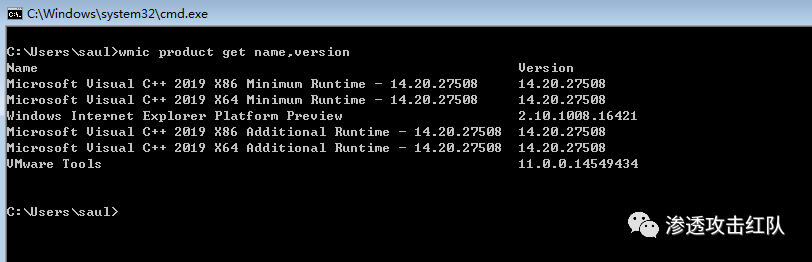 C:\Windows\system32\cmd.exe
C:\Users\saul>wmic product get name,version
Name Version
Microsoft Visual C++ 2019 X86 Minimum Runtime - 14.20.27508 14.20.27508
Microsoft Visual C++ 2019 X64 Minimum Runtime - 14.20.27508 14.20.27508
Windows Internet Explorer Platform Preview 2.10.1008.16421
Microsoft Visual C++ 2019 X86 Additional Runtime - 14.20.27508 14.20.27508
Microsoft Visual C++ 2019 X64 Additional Runtime - 14.20.27508 14.20.27508
VMware Tools 11.0.0.14549434
C:\Users\saul>
渗透攻击红队